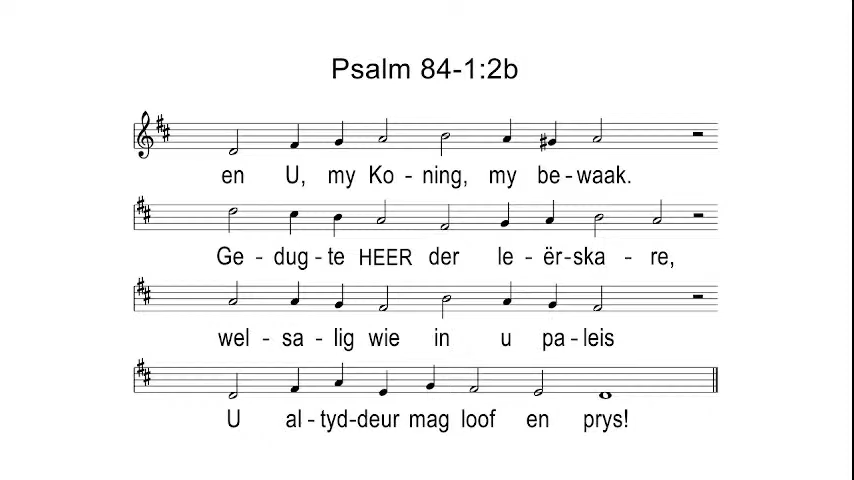 Psalm 84-1:2b
en U, my Ko - ning, my be - waak.
Ge - dug - te HEER der le - ër - ska - re,
wel - sa - lig wie in u pa - leis
U al - tyd-deur mag loof en prys!